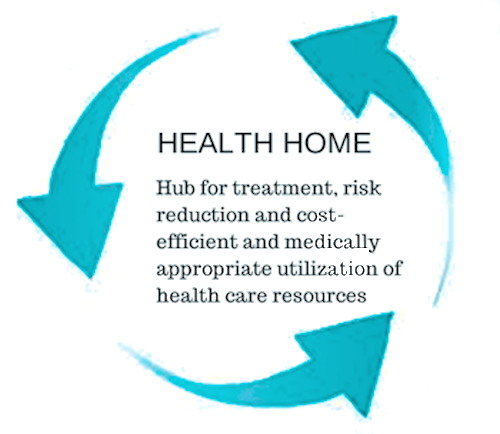 HEALTH HOME
Hub for treatment, risk
reduction and cost-
efficient and medically
appropriate utilization of
health care resources